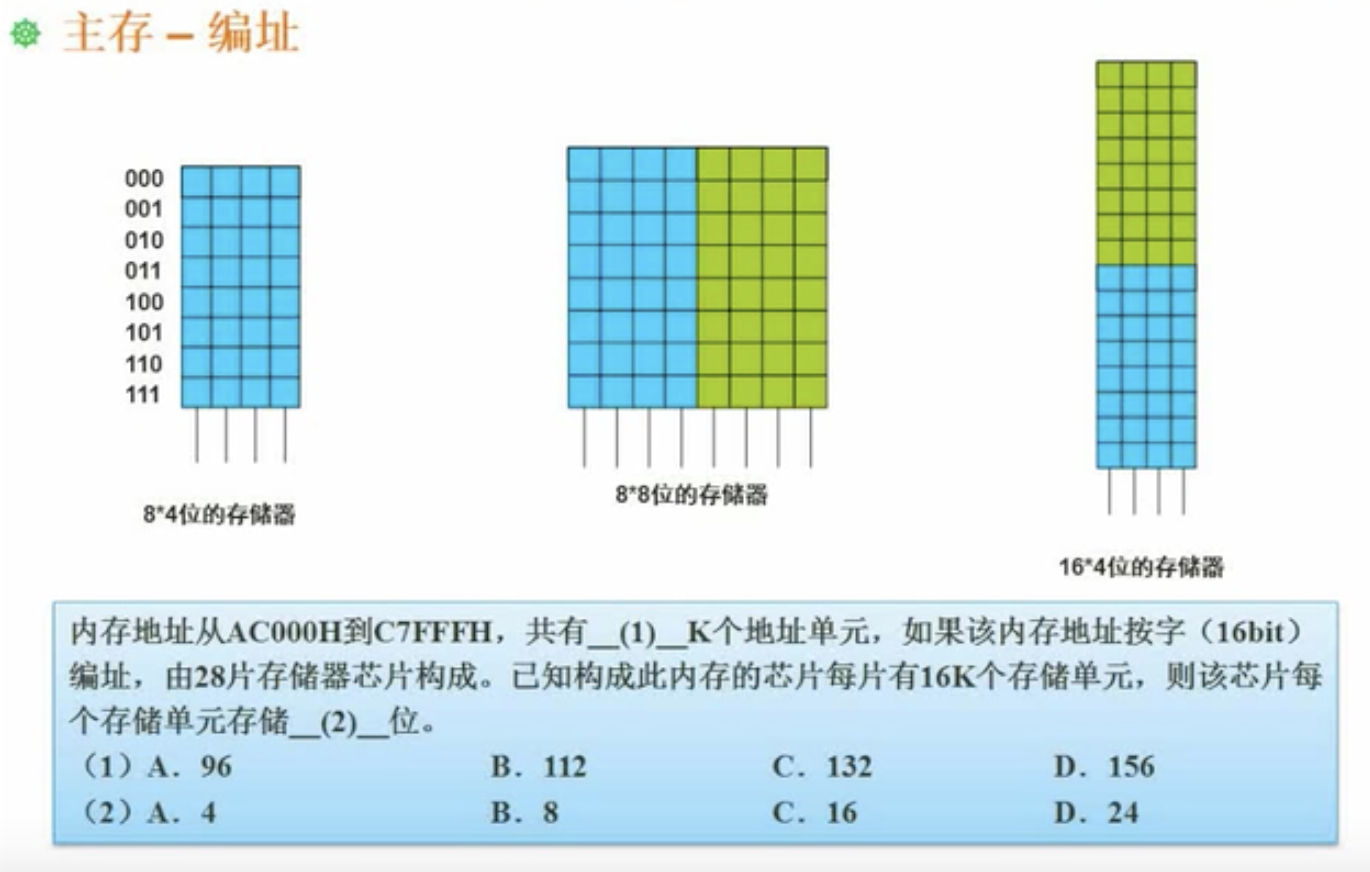 主存 – 编址
000
001
010
011
100
101
110
111
8*4位的存储器
8*8位的存储器
16*4位的存储器
内存地址从AC000H到C7FFFH，共有__(1)__K个地址单元，如果该内存地址按字（16bit）
编址，由28片存储器芯片构成。已知构成此内存的芯片每片有16K个存储单元，则该芯片每
个存储单元存储__(2)__位。
（1）A．96 B．112 C．132 D．156
（2）A．4 B．8 C．16 D．24